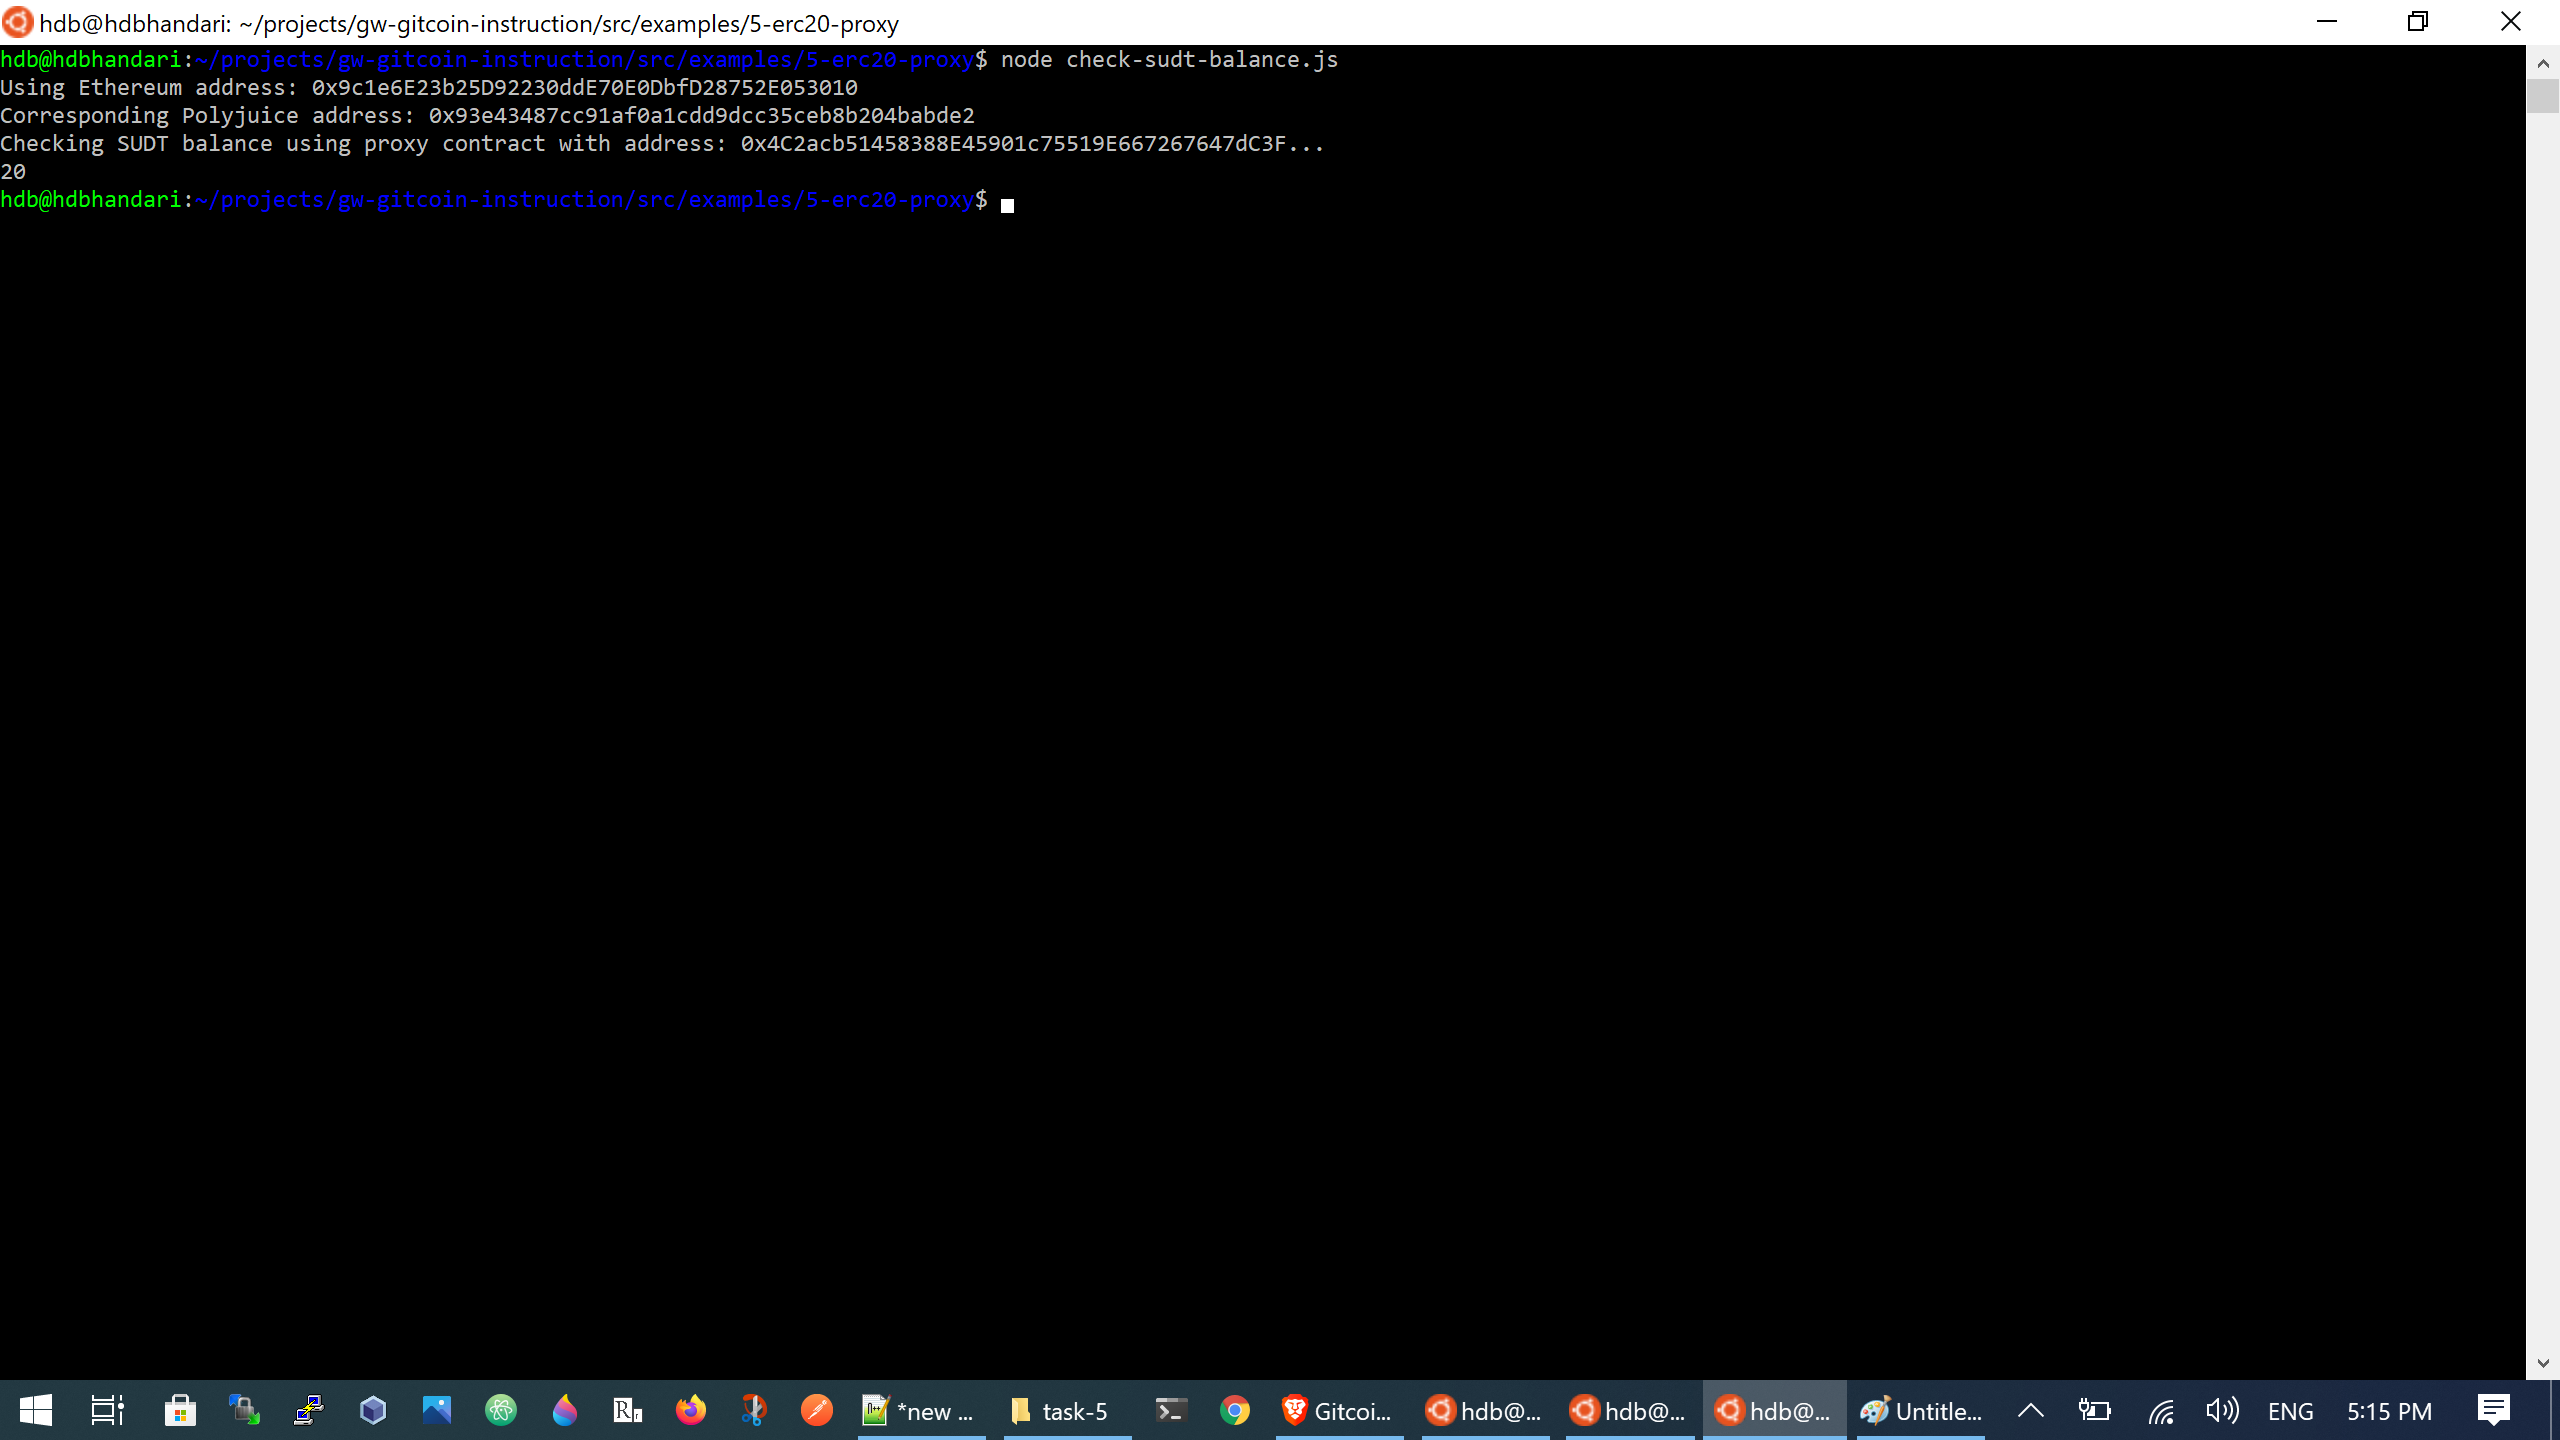 hdb@hdbhandari: ~/projects/gw-gitcoin-instruction/src/examples/5-erc20-proxy
hdb@hdbhandari:~/projects/gw-gitcoin-instruction/src/examples/5-erc20-proxy$ node check-sudt-balance.js
Using Ethereum address: 0x9c1e6E23b25D92230ddE70E0DbfD28752E053010
Corresponding Polyjuice address: 0x93e43487cc91af0a1cdd9dcc35ceb8b204babde2
Checking SUDT balance using proxy contract with address: 0x4C2acb51458388E45901c75519E667267647dC3F...
20
hdb@hdbhandari:~/projects/gw-gitcoin-instruction/src/examples/5-erc20-proxy$
*new ... task-5 Gitcoi... hdb@... hdb@... hdb@... Untitle... ENG 5:15 PM